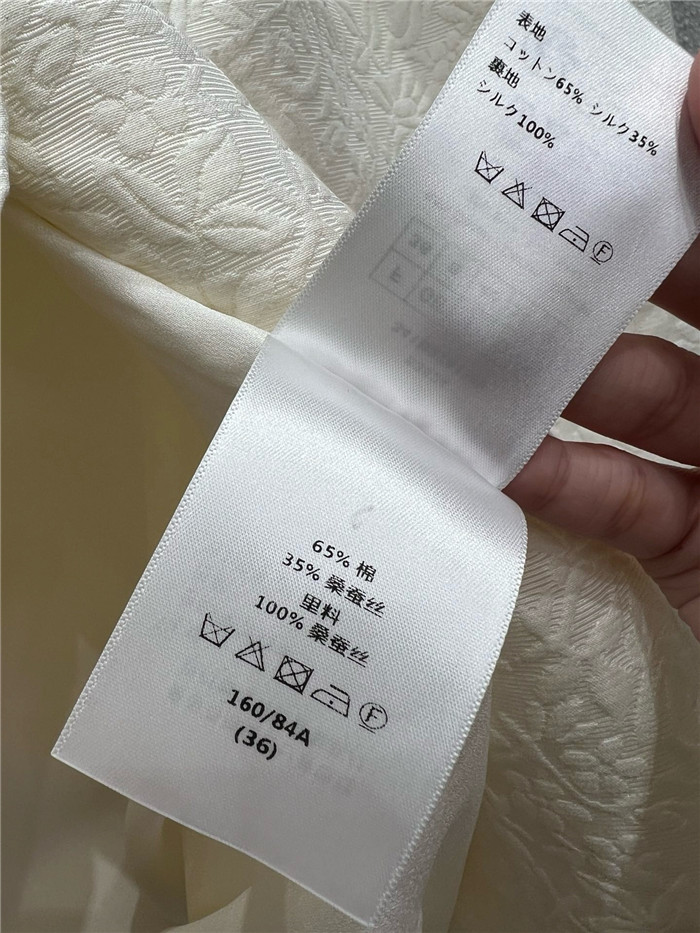 表地
コットン65% シルク35%
裏地
シルク100%
F
65% 棉
35% 桑蚕丝
里料
100% 桑蚕丝
F
160/84A
(36)